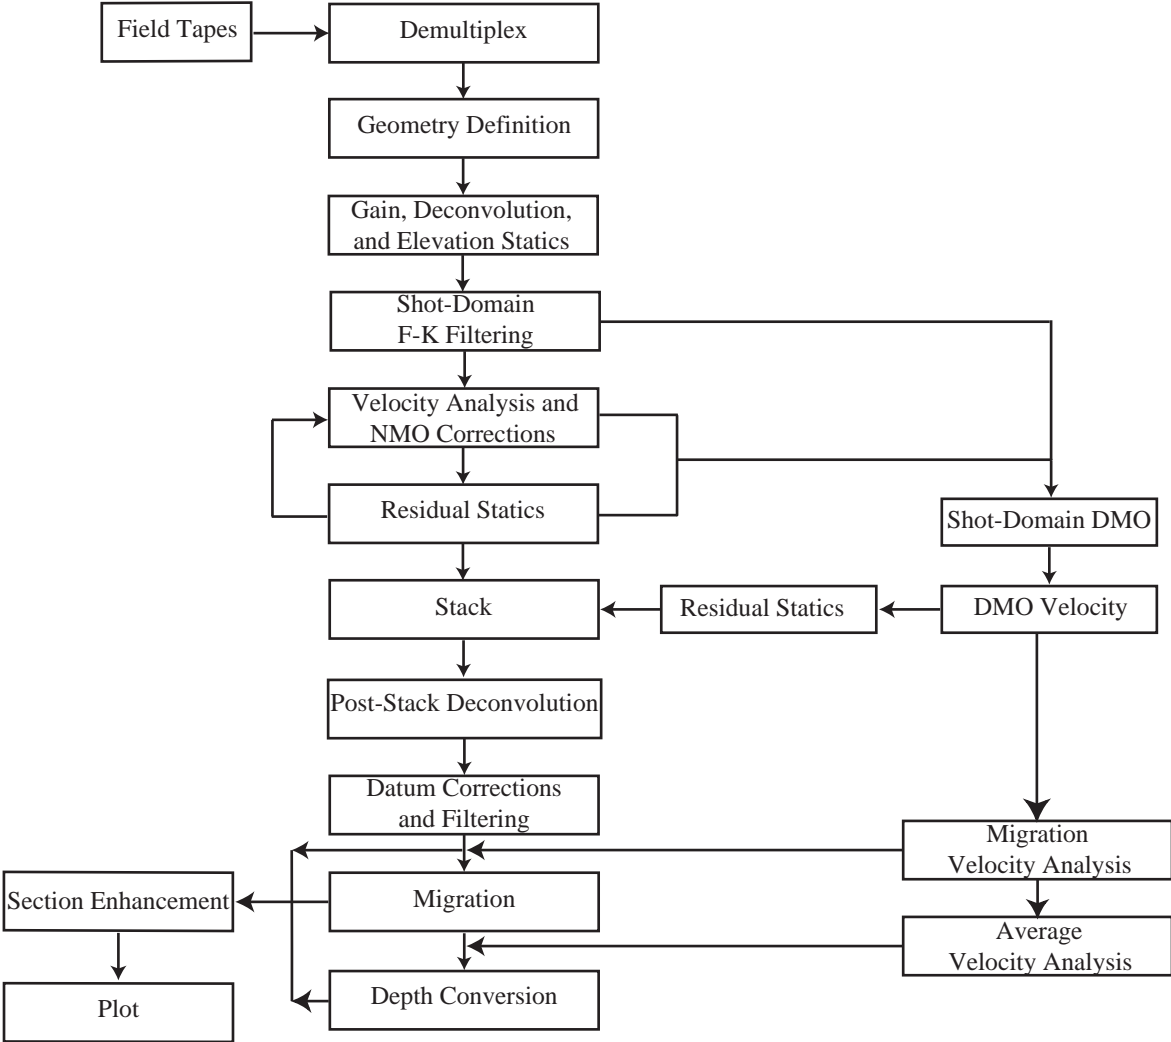 Field Tapes
Demultiplex
Geometry Definition
Gain, Deconvolution,
and Elevation Statics
Shot-Domain
F-K Filtering
Velocity Analysis and
NMO Corrections
Residual Statics
Shot-Domain DMO
Stack
Residual Statics
DMO Velocity
Post-Stack Deconvolution
Datum Corrections
and Filtering
Migration
Velocity Analysis
Section Enhancement
Migration
Average
Velocity Analysis
Plot
Depth Conversion